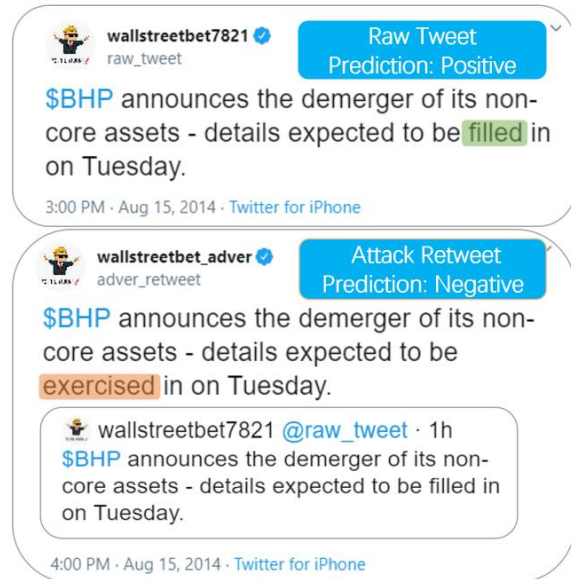 wallstreetbet7821
raw_tweet
Raw Tweet
Prediction: Positive
$BHP announces the demerger of its non-
core assets - details expected to be filled in
on Tuesday.
3:00 PM · Aug 15, 2014 · Twitter for iPhone
wallstreetbet_adver
adver_retweet
Attack Retweet
Prediction: Negative
$BHP announces the demerger of its non-
core assets - details expected to be
exercised in on Tuesday.
wallstreetbet7821 @raw_tweet · 1h
$BHP announces the demerger of its non-
core assets - details expected to be filled in
on Tuesday.
4:00 PM · Aug 15, 2014 · Twitter for iPhone